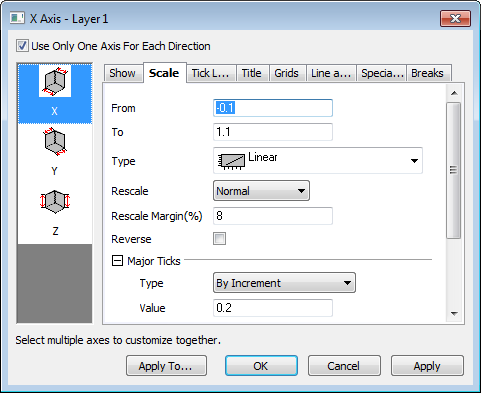 X Axis - Layer1
Use Only One Axis For Each Direction
Show Scale Tick L... Title Grids Line a... Specia... Breaks
X
Y
Z
From -0.1
To 1.1
Type Linear
Rescale Normal
Rescale Margin(%) 8
Reverse
Major Ticks
Type By Increment
Value 0.2
Select multiple axes to customize together.
Apply To... OK Cancel Apply